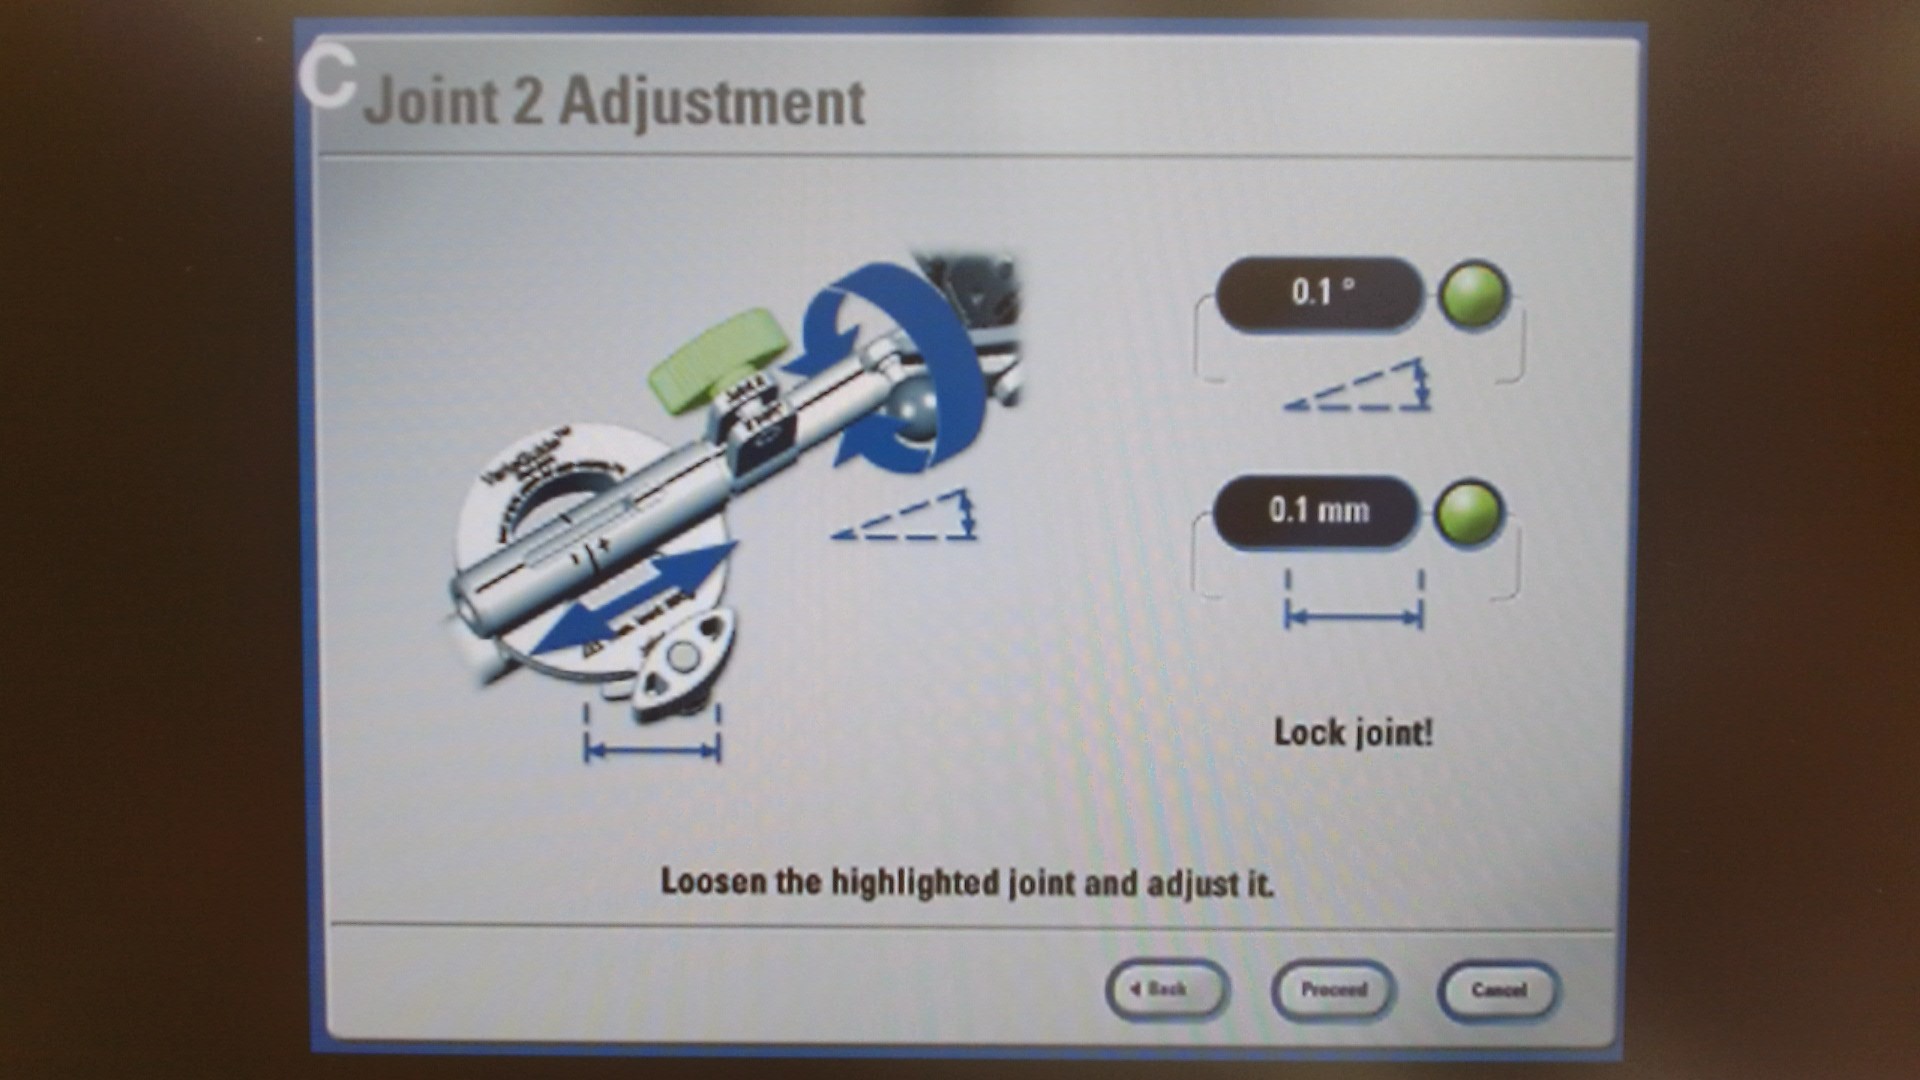 C
Joint 2 Adjustment
0.1 °
VarioGuide™
0.1 mm
Lock joint!
Loosen the highlighted joint and adjust it.
Back
Proceed
Cancel